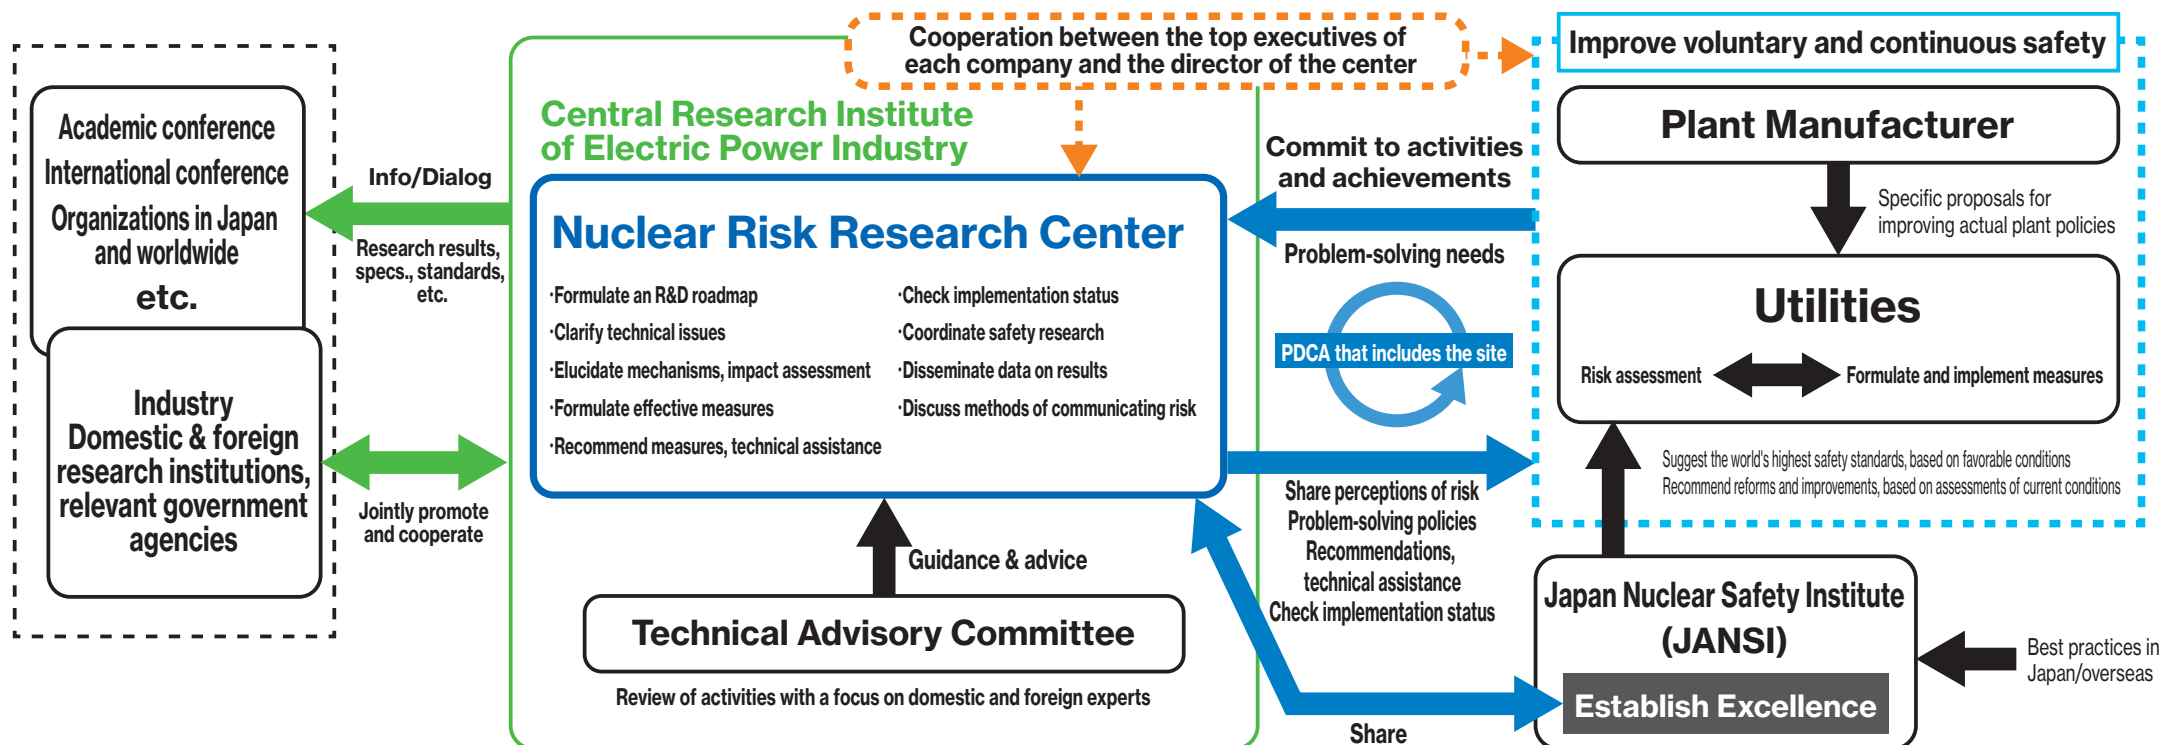 Cooperation between the top executives of
each company and the director of the center
Improve voluntary and continuous safety
Academic conference
International conference
Organizations in Japan
and worldwide
etc.
Industry
Domestic & foreign
research institutions,
relevant government
agencies
Info/Dialog
Research results,
specs., standards,
etc.
Jointly promote
and cooperate
Central Research Institute
of Electric Power Industry
Nuclear Risk Research Center
·Formulate an R&D roadmap
·Clarify technical issues
·Elucidate mechanisms, impact assessment
·Formulate effective measures
·Recommend measures, technical assistance
·Check implementation status
·Coordinate safety research
·Disseminate data on results
·Discuss methods of communicating risk
Guidance & advice
Technical Advisory Committee
Review of activities with a focus on domestic and foreign experts
Commit to activities
and achievements
Problem-solving needs
PDCA that includes the site
Share perceptions of risk
Problem-solving policies
Recommendations,
technical assistance
Check implementation status
Share
Plant Manufacturer
Specific proposals for
improving actual plant policies
Utilities
Risk assessment
Formulate and implement measures
Suggest the world's highest safety standards, based on favorable conditions
Recommend reforms and improvements, based on assessments of current conditions
Japan Nuclear Safety Institute
(JANSI)
Establish Excellence
Best practices in
Japan/overseas